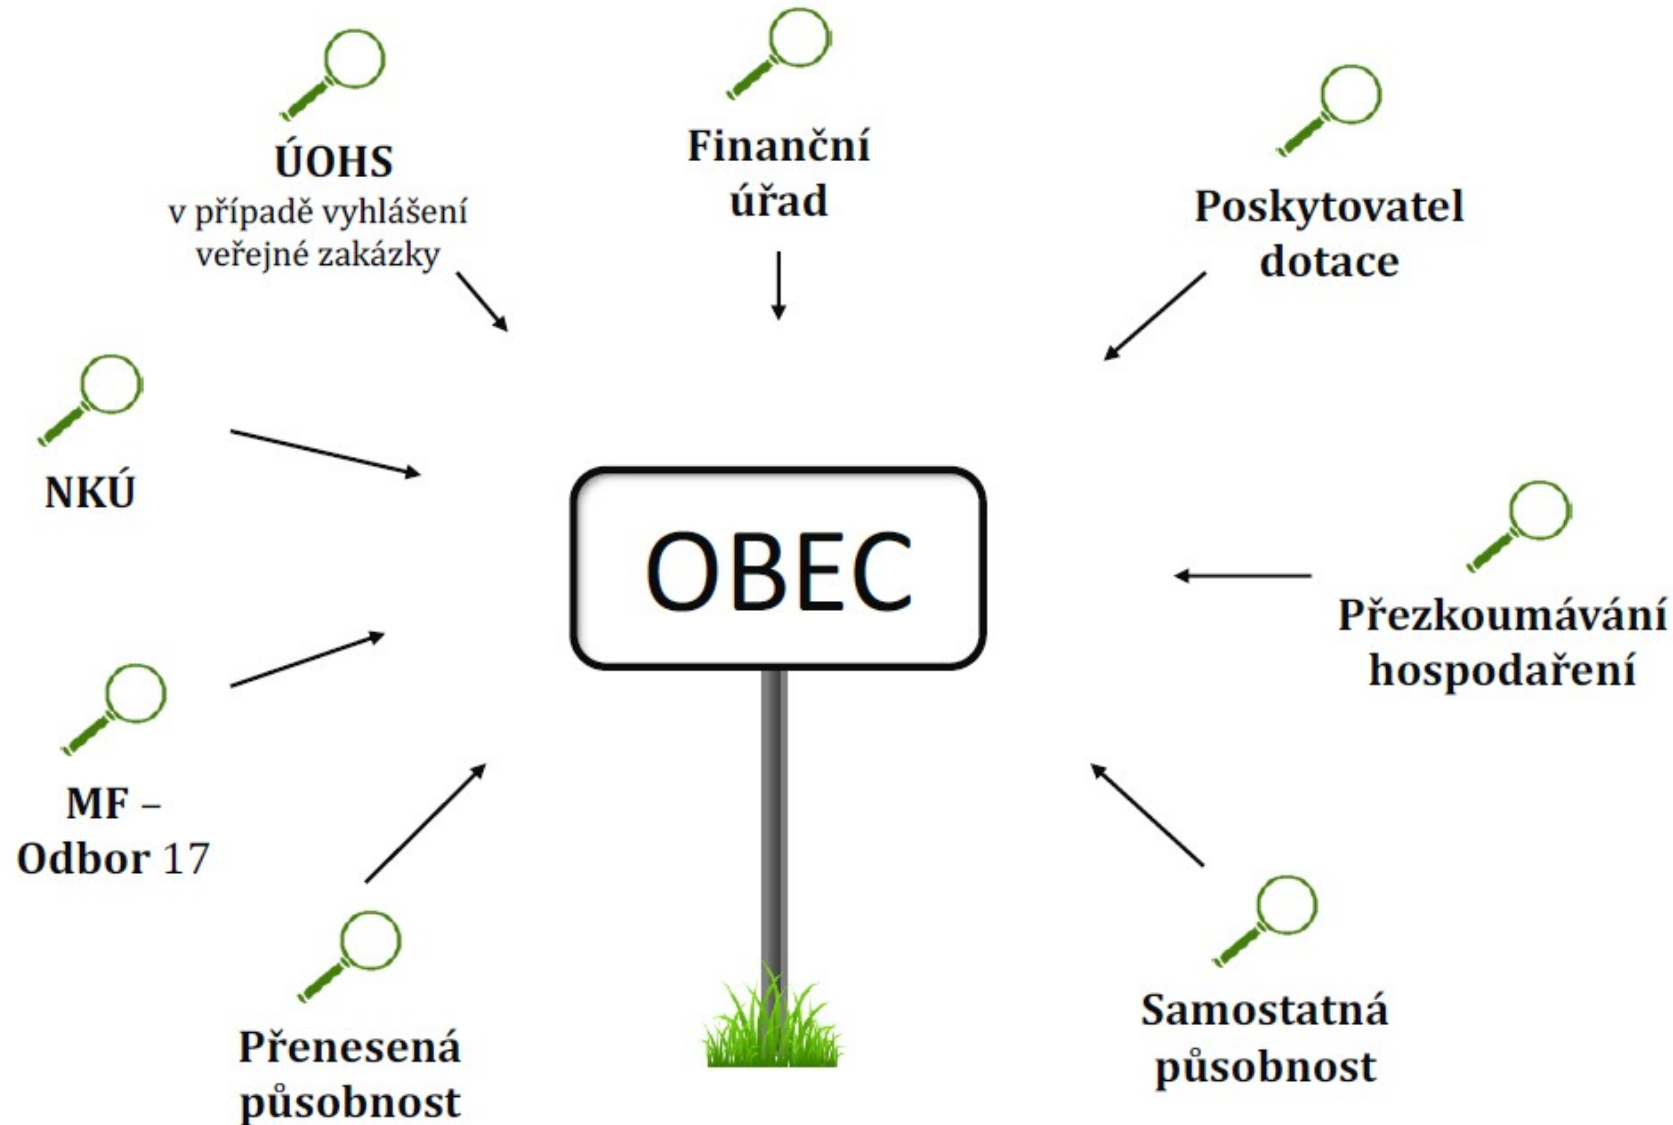 ÚOHS
v případě vyhlášení
veřejné zakázky
Finanční
úřad
Poskytovatel
dotace
NKÚ
OBEC
Přezkoumávání
hospodaření
MF –
Odbor 17
Přenesená
působnost
Samostatná
působnost